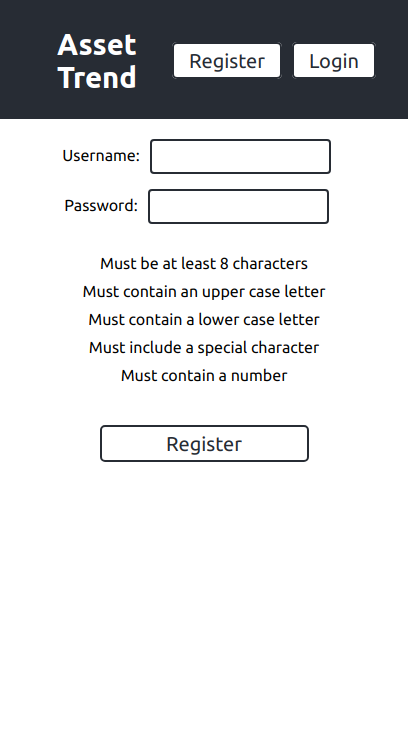 Asset
Trend
Register
Login
Username:
Password:
Must be at least 8 characters
Must contain an upper case letter
Must contain a lower case letter
Must include a special character
Must contain a number
Register